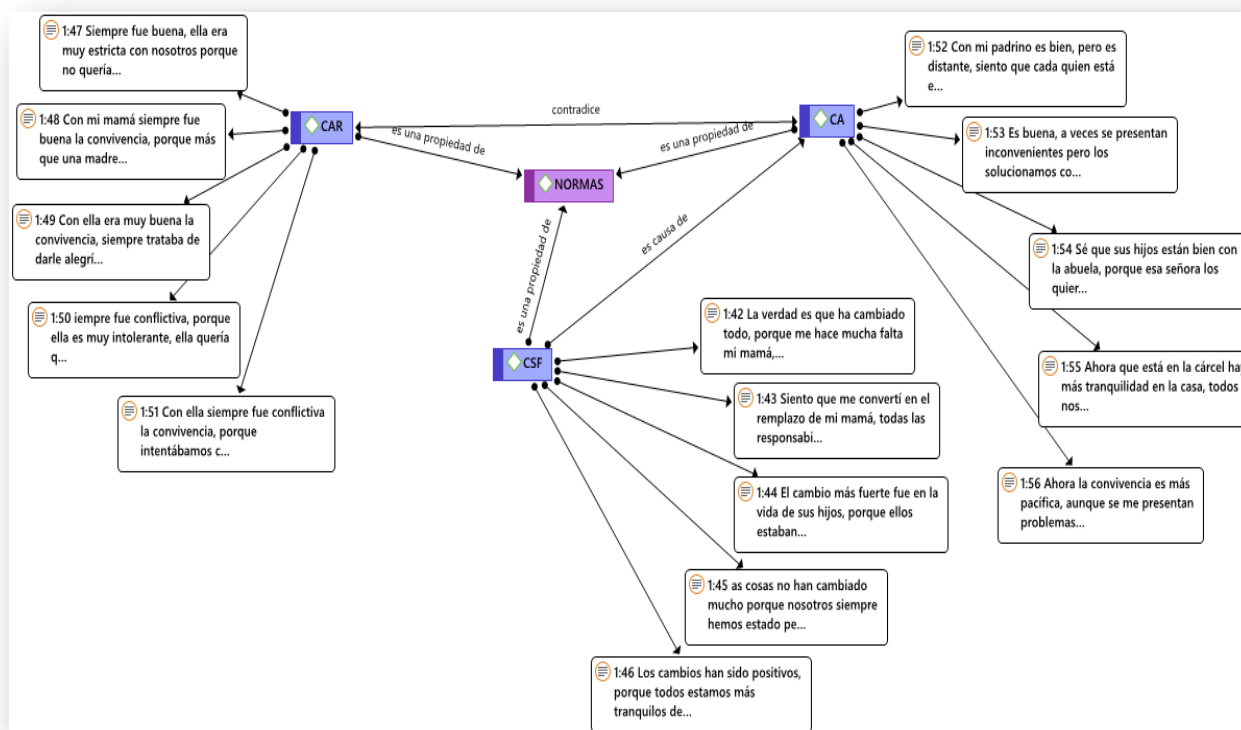 1:47 Siempre fue buena, ella era
muy estricta con nosotros porque
no quería...
1:48 Con mi mamá siempre fue
buena la convivencia, porque más
que una madre...
1:49 Con ella era muy buena la
convivencia, siempre trataba de
darle alegrí...
1:50 iempre fue conflictiva, porque
ella es muy intolerante, ella quería
q...
1:51 Con ella siempre fue conflictiva
la convivencia, porque
intentábamos c...
CAR
contradice
CA
es una propiedad de
es una propiedad de
NORMAS
es una propiedad de
es causa de
CSF
1:52 Con mi padrino es bien, pero es
distante, siento que cada quien está
e...
1:53 Es buena, a veces se presentan
inconvenientes pero los
solucionamos co...
1:54 Sé que sus hijos están bien con
la abuela, porque esa señora los
quier...
1:55 Ahora que está en la cárcel ha
más tranquilidad en la casa, todos
nos...
1:56 Ahora la convivencia es más
pacífica, aunque se me presentan
problemas...
1:42 La verdad es que ha cambiado
todo, porque me hace mucha falta
mi mamá,...
1:43 Siento que me convertí en el
remplazo de mi mamá, todas las
responsabi...
1:44 El cambio más fuerte fue en la
vida de sus hijos, porque ellos
estaban...
1:45 as cosas no han cambiado
mucho porque nosotros siempre
hemos estado pe...
1:46 Los cambios han sido positivos,
porque todos estamos más
tranquilos de...